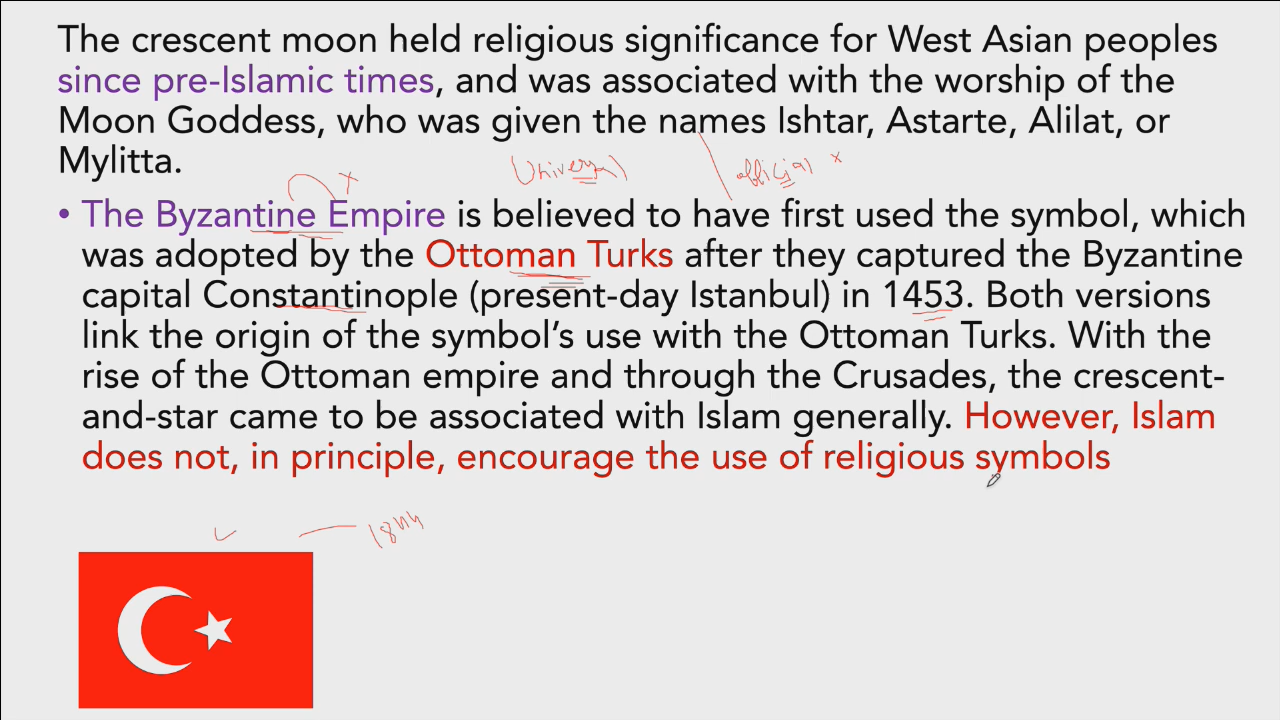 The crescent moon held religious significance for West Asian peoples
since pre-Islamic times, and was associated with the worship of the
Moon Goddess, who was given the names Ishtar, Astarte, Alilat, or
Mylitta.
Universal official x
x
• The Byzantine Empire is believed to have first used the symbol, which
was adopted by the Ottoman Turks after they captured the Byzantine
capital Constantinople (present-day Istanbul) in 1453. Both versions
link the origin of the symbol’s use with the Ottoman Turks. With the
rise of the Ottoman empire and through the Crusades, the crescent-
and-star came to be associated with Islam generally. However, Islam
does not, in principle, encourage the use of religious symbols
1844